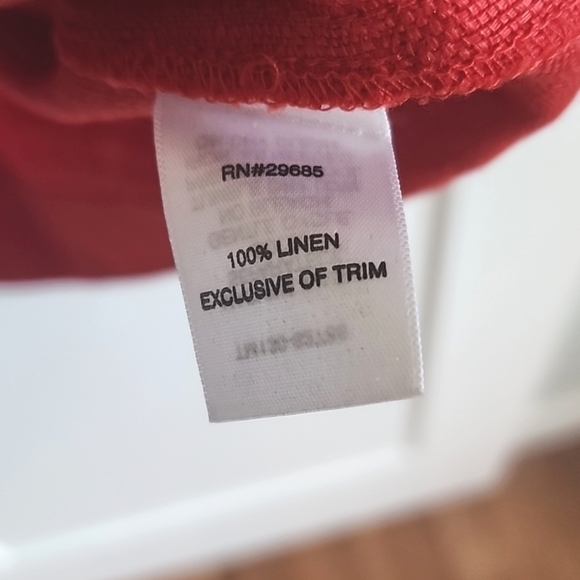 RN#29685
100% LINEN
EXCLUSIVE OF TRIM